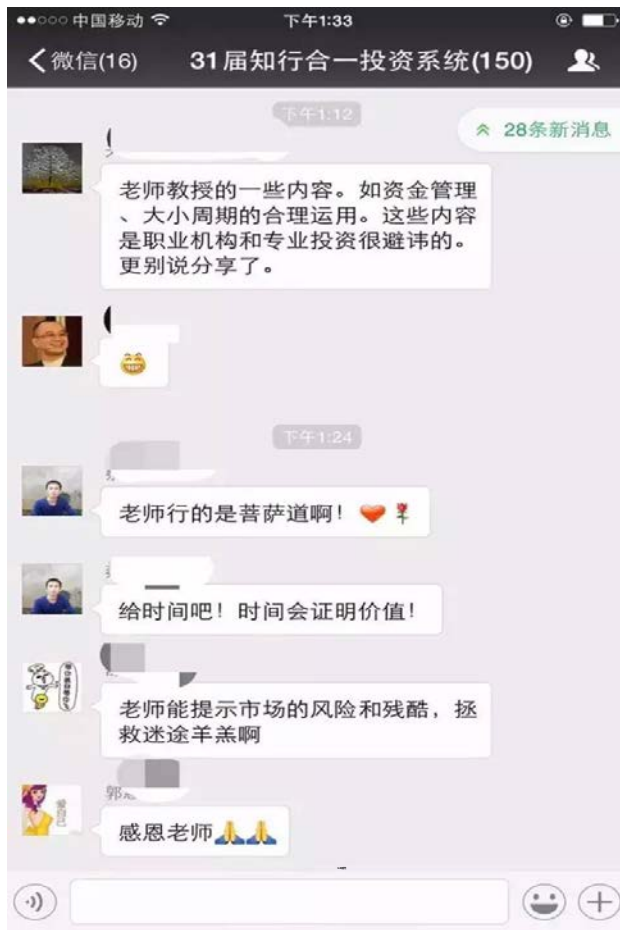 中国移动 下午1:33
微信(16) 31届知行合一投资系统(150)
下午1:12
28条新消息
老师教授的一些内容。如资金管理
、大小周期的合理运用。这些内容
是职业机构和专业投资很避讳的。
更别说分享了。
下午1:24
老师行的是菩萨道啊！
给时间吧！时间会证明价值！
老师能提示市场的风险和残酷，拯
救迷途羊羔啊
郭
感恩老师🙏🙏